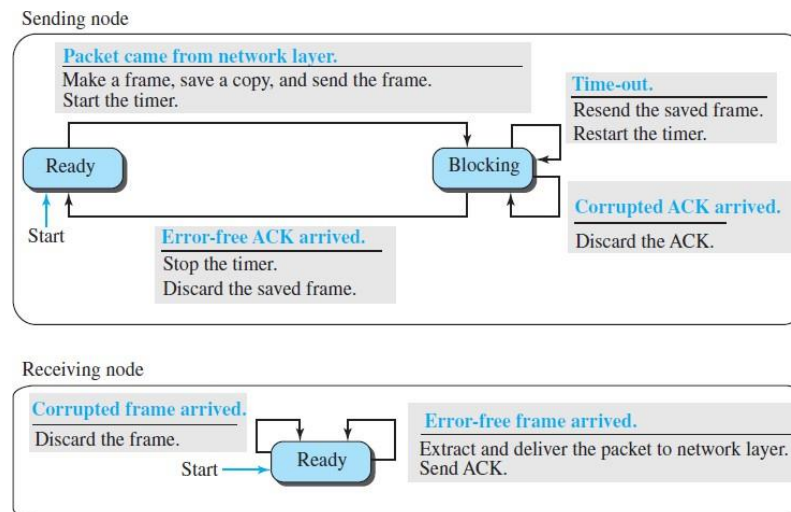 Sending node
Packet came from network layer.
Make a frame, save a copy, and send the frame.
Start the timer.
Time-out.
Resend the saved frame.
Restart the timer.
Ready
Blocking
Start
Error-free ACK arrived.
Stop the timer.
Discard the saved frame.
Corrupted ACK arrived.
Discard the ACK.
Receiving node
Corrupted frame arrived.
Discard the frame.
Start
Ready
Error-free frame arrived.
Extract and deliver the packet to network layer.
Send ACK.